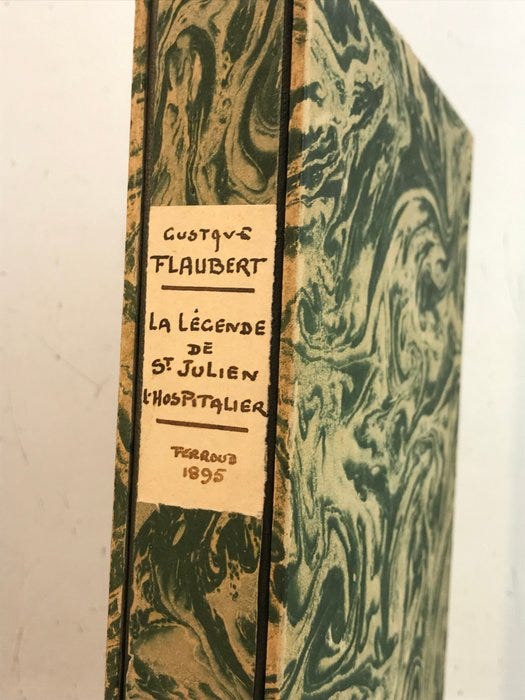 GUSTAVE
FLAUBERT
LA LÉGENDE
DE
ST JULIEN
L'HOSPITALIER
FERROUD
1895